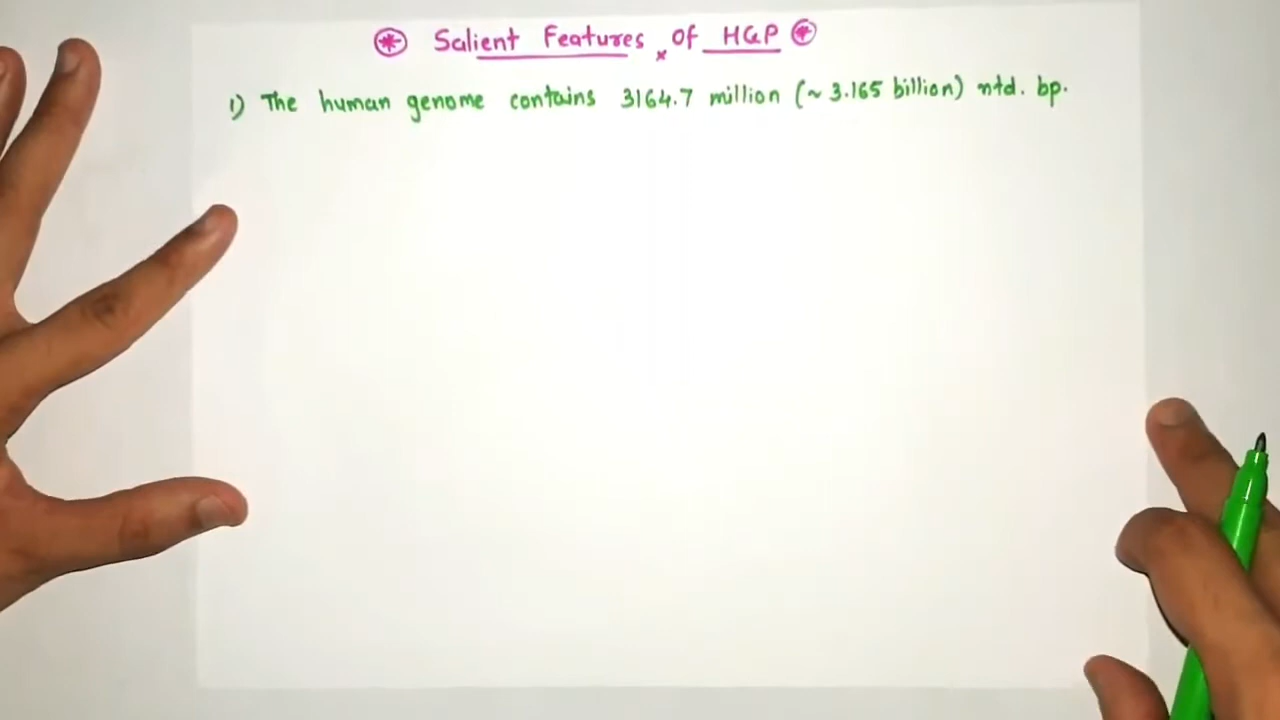 Salient Features of HGP
1) The human genome contains 3164.7 million (~ 3.165 billion) ntd. bp.